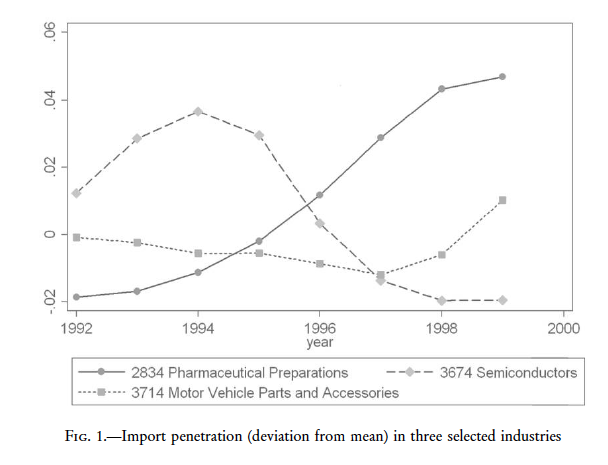 .06
.04
.02
0
-.02
1992 1994 1996 1998 2000
year
2834 Pharmaceutical Preparations 3674 Semiconductors
3714 Motor Vehicle Parts and Accessories
FIG. 1.—Import penetration (deviation from mean) in three selected industries